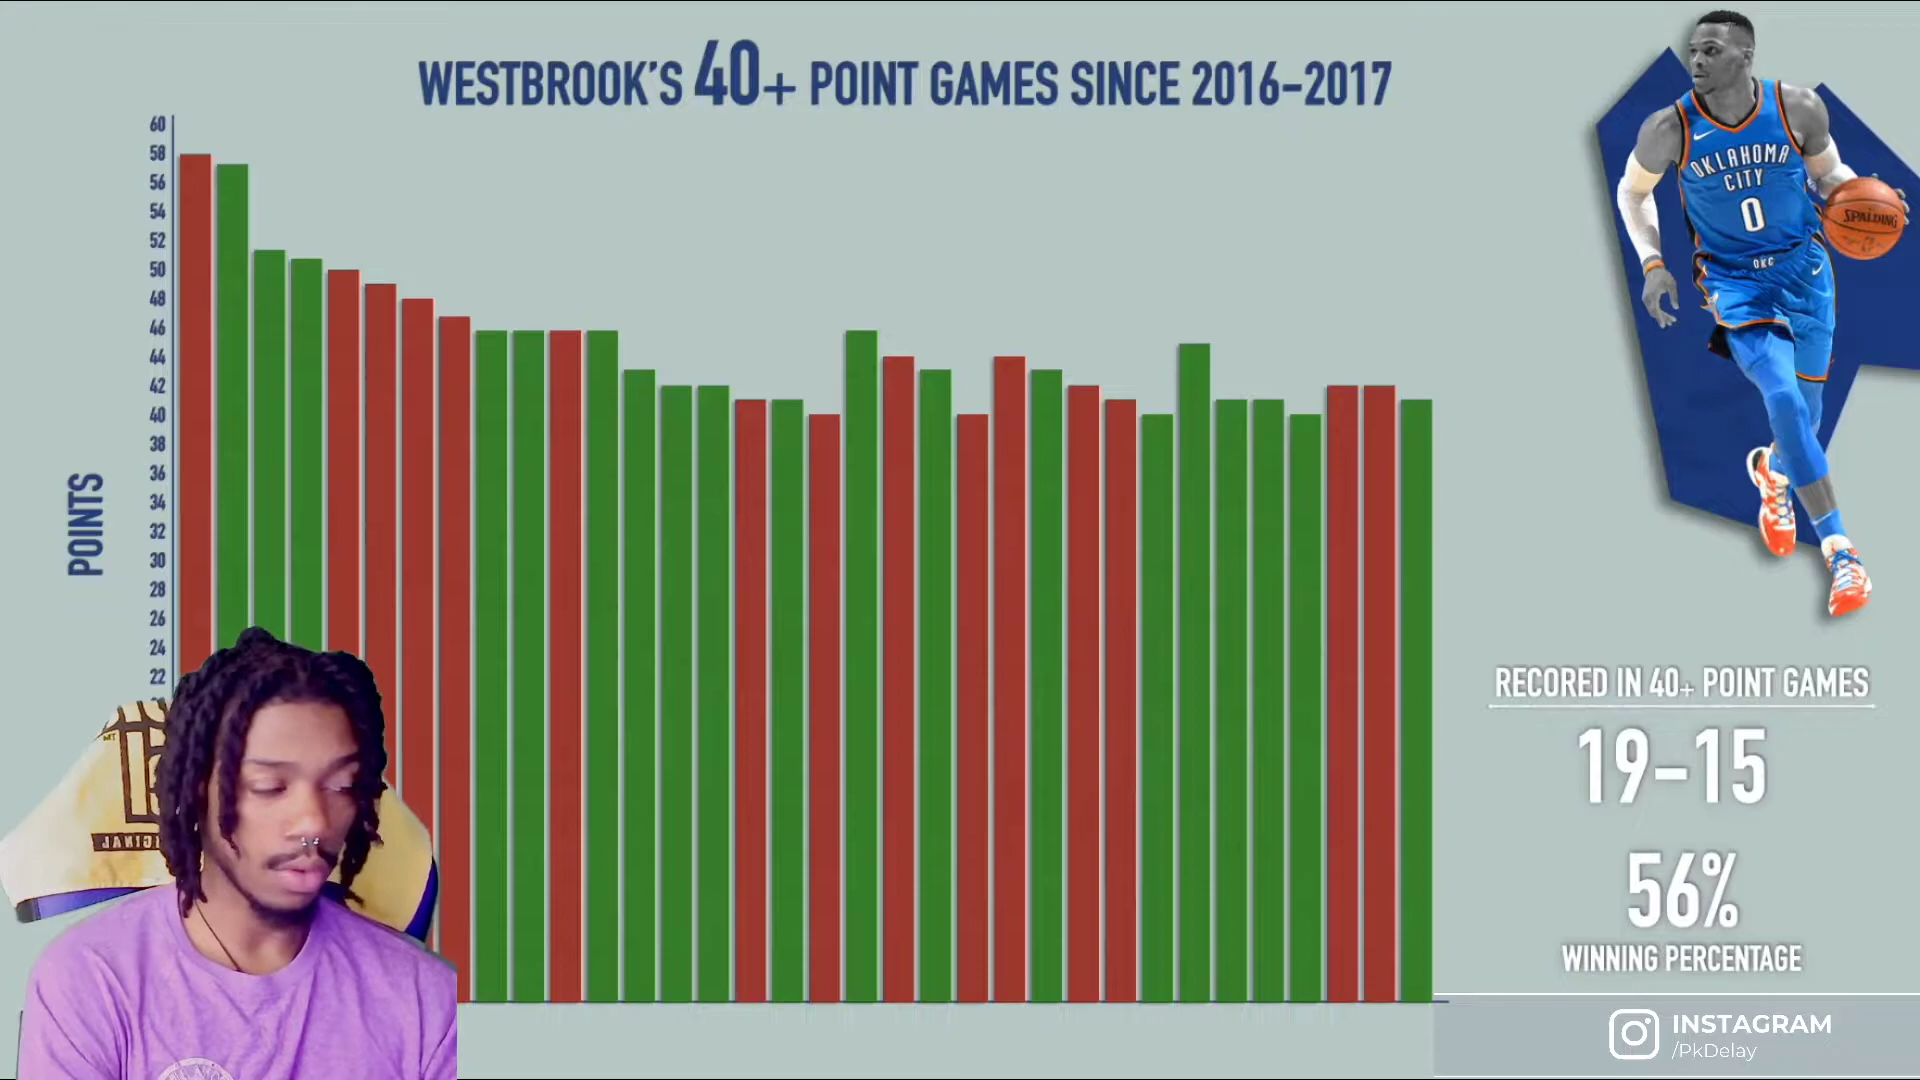 WESTBROOK'S 40+ POINT GAMES SINCE 2016-2017
60
58
56
54
52
50
48
46
44
42
40
38
36
34
32
30
28
26
24
22
POINTS
OKLAHOMA
CITY
0
OKC
SPALDING
RECORED IN 40+ POINT GAMES
19-15
56%
WINNING PERCENTAGE
INSTAGRAM
/PkDelay